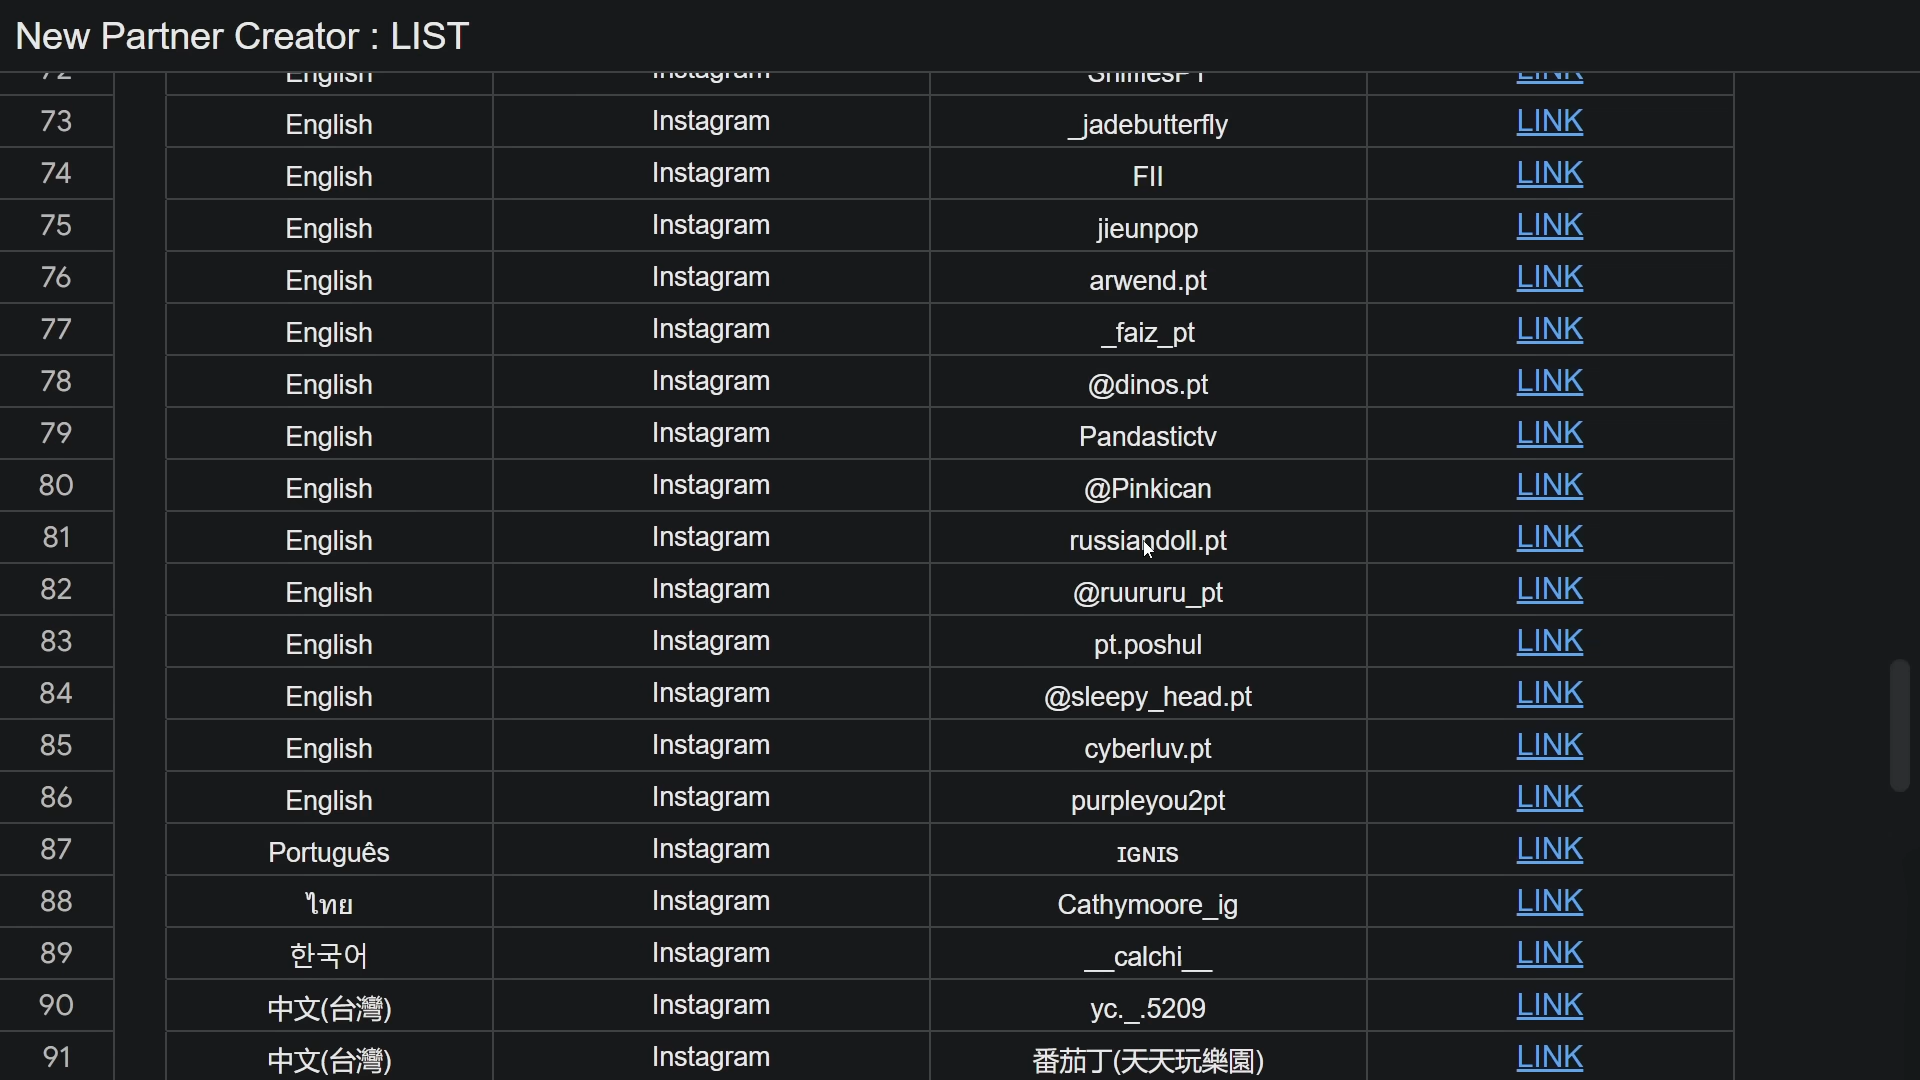 New Partner Creator : LIST
72 English Instagram ShimesPT LINK
73 English Instagram _jadebutterfly LINK
74 English Instagram FII LINK
75 English Instagram jieunpop LINK
76 English Instagram arwend.pt LINK
77 English Instagram _faiz_pt LINK
78 English Instagram @dinos.pt LINK
79 English Instagram Pandastictv LINK
80 English Instagram @Pinkican LINK
81 English Instagram russiandoll.pt LINK
82 English Instagram @ruururu_pt LINK
83 English Instagram pt.poshul LINK
84 English Instagram @sleepy_head.pt LINK
85 English Instagram cyberluv.pt LINK
86 English Instagram purpleyou2pt LINK
87 Português Instagram ɪɢɴɪꜱ LINK
88 ไทย Instagram Cathymoore_ig LINK
89 한국어 Instagram __calchi__ LINK
90 中文(台灣) Instagram yc._.5209 LINK
91 中文(台灣) Instagram 番茄丁(天天玩樂園) LINK